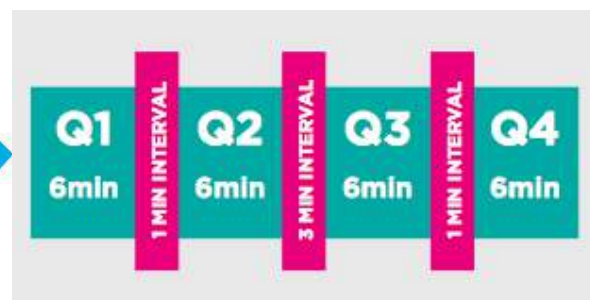 Q1
6min
1 MIN INTERVAL
Q2
6min
3 MIN INTERVAL
Q3
6min
1 MIN INTERVAL
Q4
6min